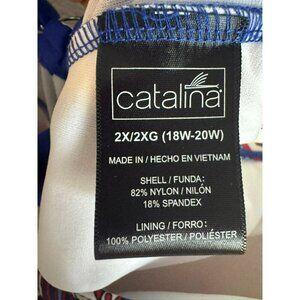 catalina
2X/2XG (18W-20W)
MADE IN / HECHO EN VIETNAM
SHELL / FUNDA:
82% NYLON / NILÓN
18% SPANDEX
LINING / FORRO:
100% POLYESTER / POLIÉSTER